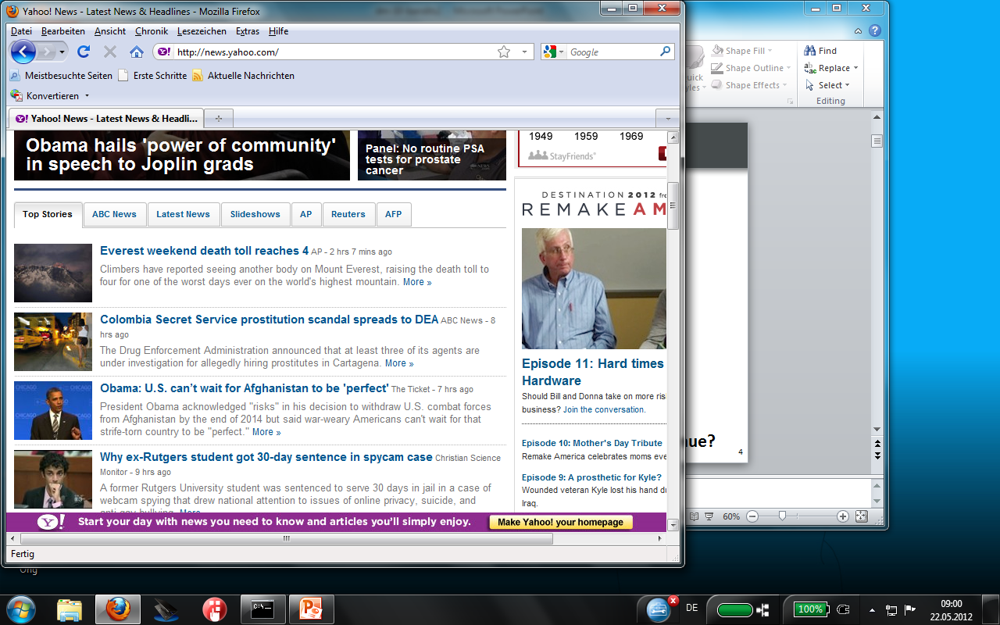 Yahoo! News - Latest News & Headlines - Mozilla Firefox
Datei Bearbeiten Ansicht Chronik Lesezeichen Extras Hilfe
Y! http://news.yahoo.com/ Google
Meistbesuchte Seiten Erste Schritte Aktuelle Nachrichten
Konvertieren
Y! Yahoo! News - Latest News & Headli...
Obama hails 'power of community'
in speech to Joplin grads
Panel: No routine PSA
tests for prostate
cancer
1949 1959 1969
StayFriends
Top Stories ABC News Latest News Slideshows AP Reuters AFP
Everest weekend death toll reaches 4 AP - 2 hrs 7 mins ago
Climbers have reported seeing another body on Mount Everest, raising the death toll to
four for one of the worst days ever on the world's highest mountain. More »
Colombia Secret Service prostitution scandal spreads to DEA ABC News - 8
hrs ago
The Drug Enforcement Administration announced that at least three of its agents are
under investigation for allegedly hiring prostitutes in Cartagena. More »
CHICAGO
Obama: U.S. can't wait for Afghanistan to be 'perfect' The Ticket - 7 hrs ago
President Obama acknowledged "risks" in his decision to withdraw U.S. combat forces
from Afghanistan by the end of 2014 but said war-weary Americans can't wait for that
strife-torn country to be "perfect." More »
Why ex-Rutgers student got 30-day sentence in spycam case Christian Science
Monitor - 9 hrs ago
A former Rutgers University student was sentenced to serve 30 days in jail in a case of
webcam spying that drew national attention to issues of online privacy, suicide, and
anti-gay bullying. More »
DESTINATION 2012 fro
REMAKE AM
Episode 11: Hard times
Hardware
Should Bill and Donna take on more ris
business? Join the conversation.
Episode 10: Mother's Day Tribute
Remake America celebrates moms eve
Episode 9: A prosthetic for Kyle?
Wounded veteran Kyle lost his hand du
Iraq.
Y! Start your day with news you need to know and articles you'll simply enjoy. Make Yahoo! your homepage
Fertig
Shape Fill
Shape Outline
Shape Effects
uick
yles
Find
Replace
Select
Editing
nue?
4
60%
Orig
C:\.
DE
100%
09:00
22.05.2012